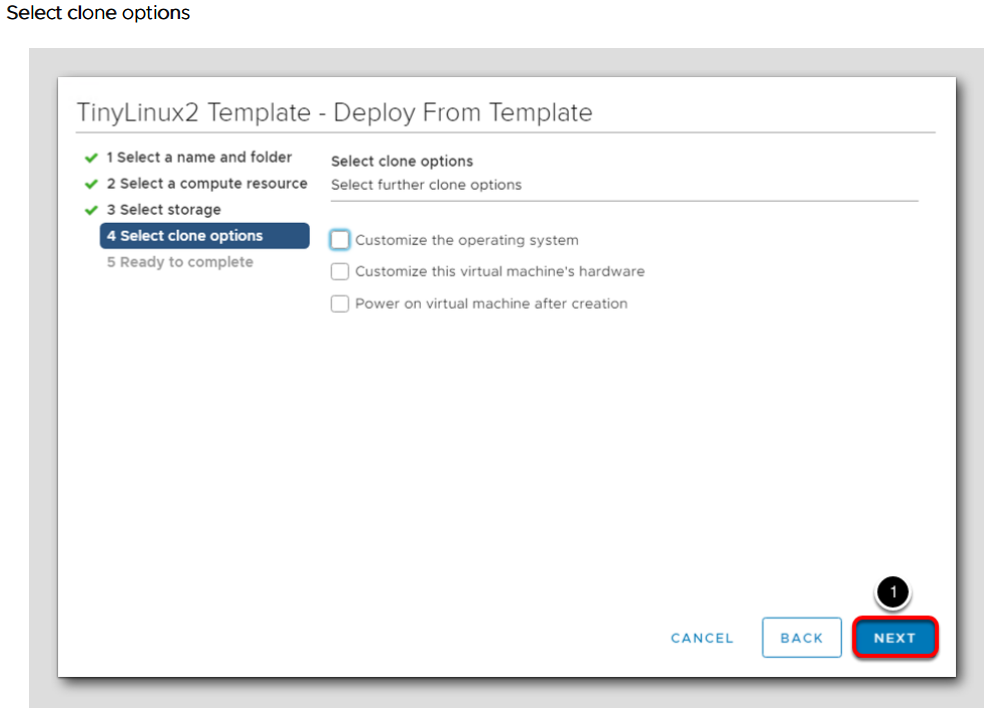 Select clone options
TinyLinux2 Template - Deploy From Template
1 Select a name and folder
2 Select a compute resource
3 Select storage
4 Select clone options
5 Ready to complete
Select clone options
Select further clone options
Customize the operating system
Customize this virtual machine's hardware
Power on virtual machine after creation
1
CANCEL
BACK
NEXT